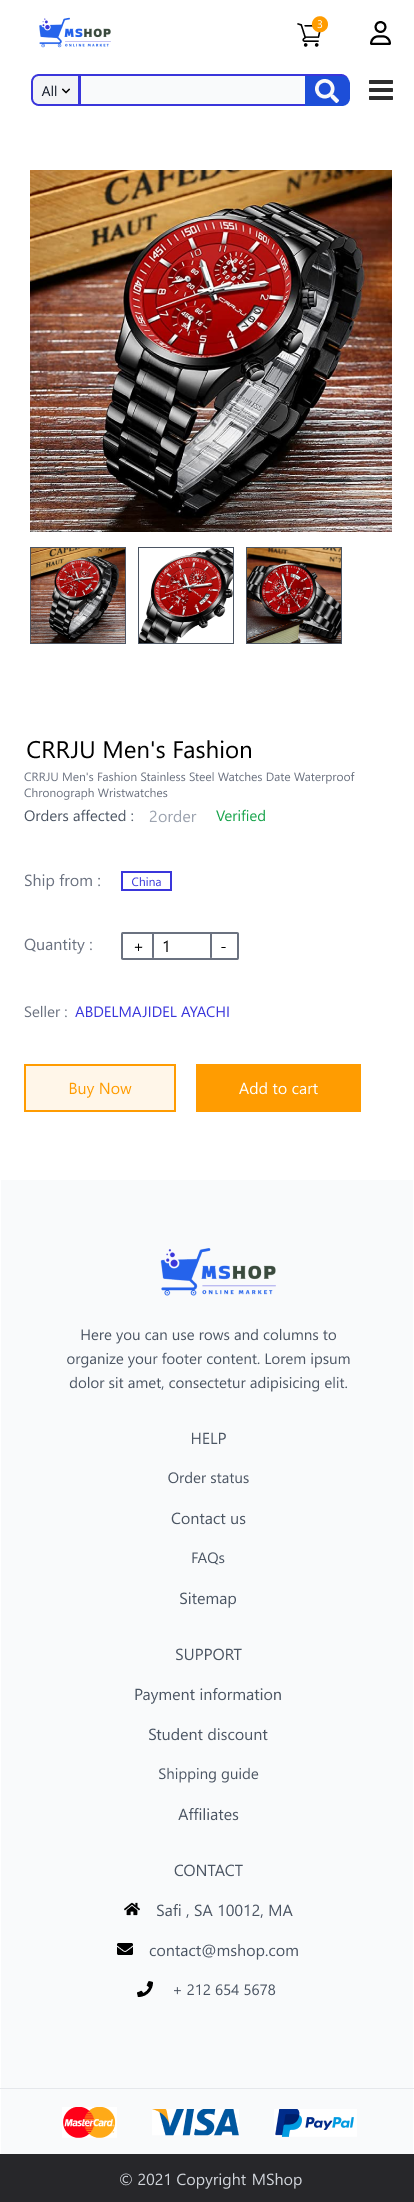 MSHOP
ONLINE MARKET
3
All
CAFE
N°738
HAUT
CRRJU
CRRJU Men's Fashion
CRRJU Men's Fashion Stainless Steel Watches Date Waterproof
Chronograph Wristwatches
Orders affected : 2order Verified
Ship from : China
Quantity : + 1 -
Seller : ABDELMAJIDEL AYACHI
Buy Now Add to cart
MSHOP
ONLINE MARKET
Here you can use rows and columns to
organize your footer content. Lorem ipsum
dolor sit amet, consectetur adipisicing elit.
HELP
Order status
Contact us
FAQs
Sitemap
SUPPORT
Payment information
Student discount
Shipping guide
Affiliates
CONTACT
Safi , SA 10012, MA
contact@mshop.com
+ 212 654 5678
MasterCard VISA PayPal
© 2021 Copyright MShop